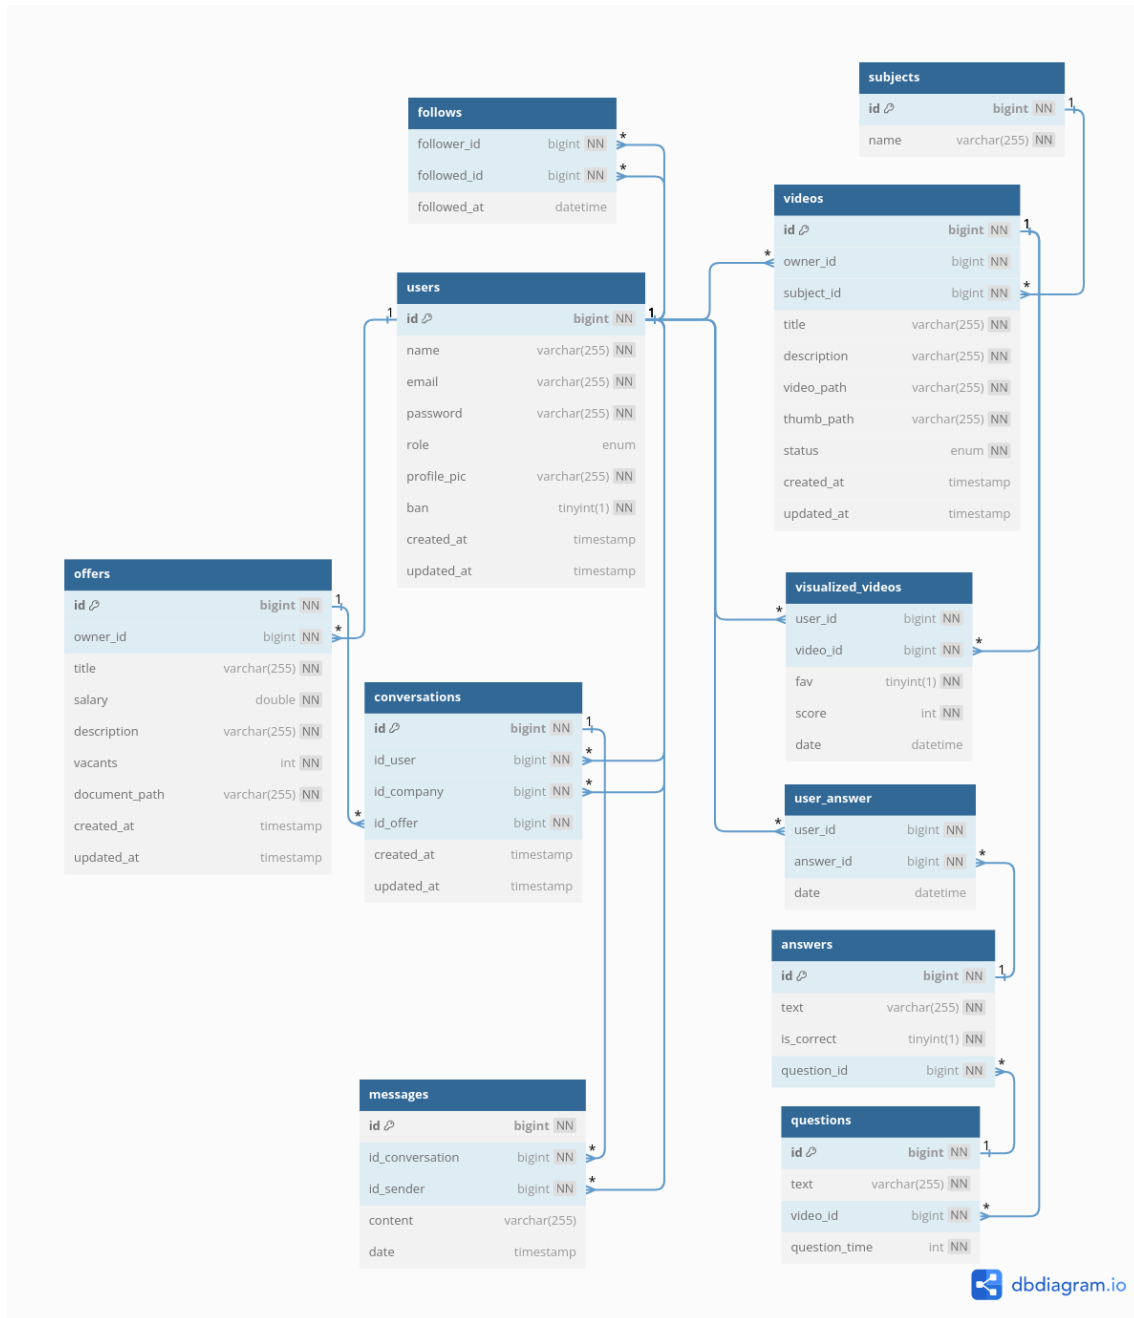 subjects
id bigint NN
name varchar(255) NN
1
follows
follower_id bigint NN
followed_id bigint NN
followed_at datetime
*
*
videos
id bigint NN
owner_id bigint NN
subject_id bigint NN
title varchar(255) NN
description varchar(255) NN
video_path varchar(255) NN
thumb_path varchar(255) NN
status enum NN
created_at timestamp
updated_at timestamp
1
*
*
users
id bigint NN
name varchar(255) NN
email varchar(255) NN
password varchar(255) NN
role enum
profile_pic varchar(255) NN
ban tinyint(1) NN
created_at timestamp
updated_at timestamp
1
1
offers
id bigint NN
owner_id bigint NN
title varchar(255) NN
salary double NN
description varchar(255) NN
vacants int NN
document_path varchar(255) NN
created_at timestamp
updated_at timestamp
1
*
visualized_videos
user_id bigint NN
video_id bigint NN
fav tinyint(1) NN
score int NN
date datetime
*
*
conversations
id bigint NN
id_user bigint NN
id_company bigint NN
id_offer bigint NN
created_at timestamp
updated_at timestamp
1
*
*
*
user_answer
user_id bigint NN
answer_id bigint NN
date datetime
*
*
answers
id bigint NN
text varchar(255) NN
is_correct tinyint(1) NN
question_id bigint NN
1
*
messages
id bigint NN
id_conversation bigint NN
id_sender bigint NN
content varchar(255)
date timestamp
*
*
questions
id bigint NN
text varchar(255) NN
video_id bigint NN
question_time int NN
1
*
dbdiagram.io